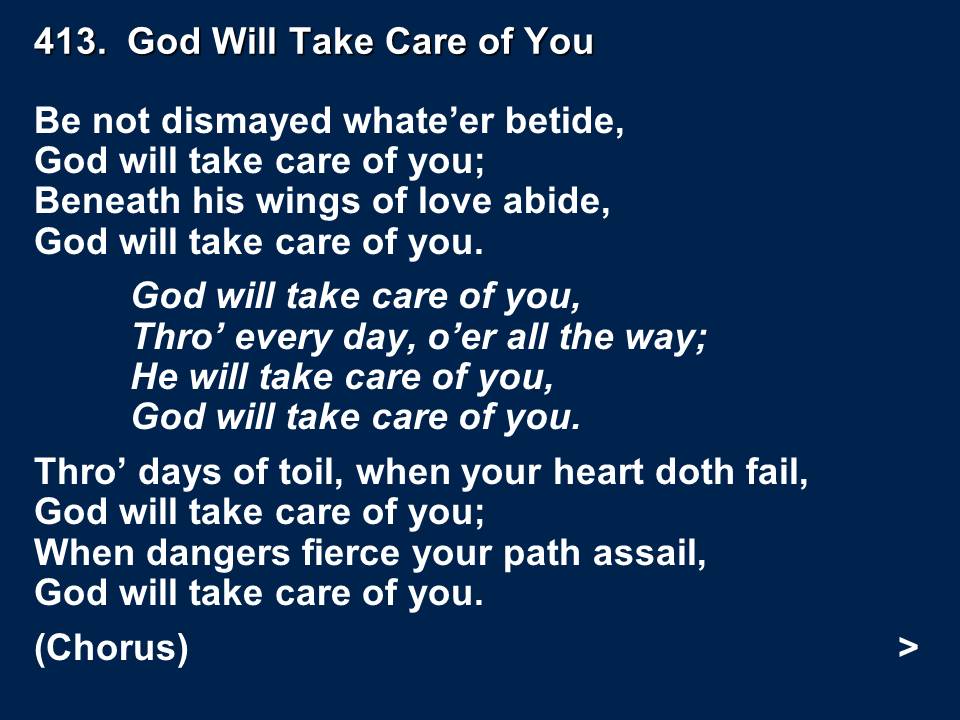 413.  God Will Take Care of You
Be not dismayed whate’er betide,
God will take care of you;
Beneath his wings of love abide,
God will take care of you.
God will take care of you,
Thro’ every day, o’er all the way;
He will take care of you,
God will take care of you.
Thro’ days of toil, when your heart doth fail,
God will take care of you;
When dangers fierce your path assail,
God will take care of you.
(Chorus) >